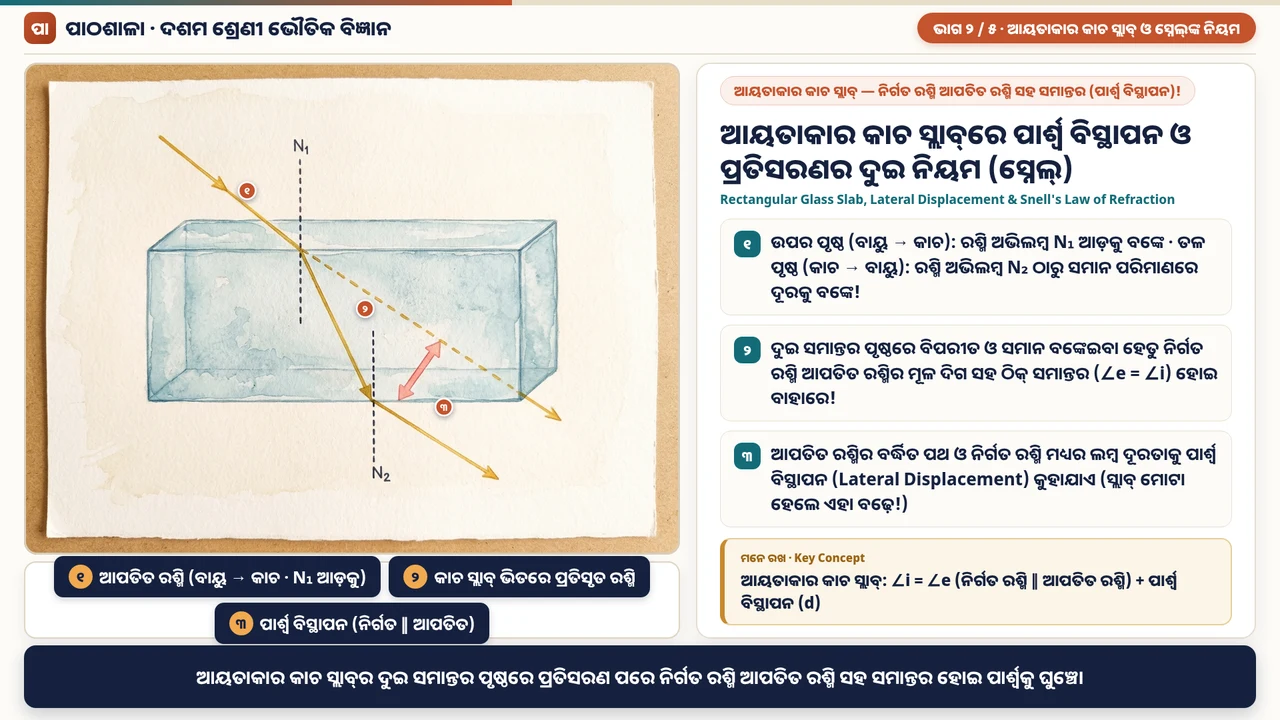 ପା ପାଠଶାଳା · ଦଶମ ଶ୍ରେଣୀ ଭୌତିକ ବିଜ୍ଞାନ
ଭାଗ ୨ / ୫ · ଆୟତାକାର କାଚ ସ୍ଲାବ୍ ଓ ସ୍ନେଲ୍‌ଙ୍କ ନିୟମ
N₁
୧
୨
୩
N₂
୧ ଆପତିତ ରଶ୍ମି (ବାୟୁ → କାଚ · N₁ ଆଡ଼କୁ)
୨ କାଚ ସ୍ଲାବ୍ ଭିତରେ ପ୍ରତିସୃତ ରଶ୍ମି
୩ ପାର୍ଶ୍ୱ ବିସ୍ଥାପନ (ନିର୍ଗତ ∥ ଆପତିତ)
ଆୟତାକାର କାଚ ସ୍ଲାବ୍ — ନିର୍ଗତ ରଶ୍ମି ଆପତିତ ରଶ୍ମି ସହ ସମାନ୍ତର (ପାର୍ଶ୍ୱ ବିସ୍ଥାପନ)!
ଆୟତାକାର କାଚ ସ୍ଲାବ୍‌ରେ ପାର୍ଶ୍ୱ ବିସ୍ଥାପନ ଓ
ପ୍ରତିସରଣର ଦୁଇ ନିୟମ (ସ୍ନେଲ୍)
Rectangular Glass Slab, Lateral Displacement & Snell's Law of Refraction
୧ ଉପର ପୃଷ୍ଠ (ବାୟୁ → କାଚ): ରଶ୍ମି ଅଭିଲମ୍ବ N₁ ଆଡ଼କୁ ବଙ୍କେ · ତଳ
ପୃଷ୍ଠ (କାଚ → ବାୟୁ): ରଶ୍ମି ଅଭିଲମ୍ବ N₂ ଠାରୁ ସମାନ ପରିମାଣରେ
ଦୂରକୁ ବଙ୍କେ!
୨ ଦୁଇ ସମାନ୍ତର ପୃଷ୍ଠରେ ବିପରୀତ ଓ ସମାନ ବଙ୍କେଇବା ହେତୁ ନିର୍ଗତ
ରଶ୍ମି ଆପତିତ ରଶ୍ମିର ମୂଳ ଦିଗ ସହ ଠିକ୍ ସମାନ୍ତର (∠e = ∠i) ହୋଇ
ବାହାରେ!
୩ ଆପତିତ ରଶ୍ମିର ବର୍ଦ୍ଧିତ ପଥ ଓ ନିର୍ଗତ ରଶ୍ମି ମଧ୍ୟର ଲମ୍ବ ଦୂରତାକୁ ପାର୍ଶ୍ୱ
ବିସ୍ଥାପନ (Lateral Displacement) କୁହାଯାଏ (ସ୍ଲାବ୍ ମୋଟା
ହେଲେ ଏହା ବଢ଼େ!)
ମନେ ରଖ · Key Concept
ଆୟତାକାର କାଚ ସ୍ଲାବ୍: ∠i = ∠e (ନିର୍ଗତ ରଶ୍ମି ∥ ଆପତିତ ରଶ୍ମି) + ପାର୍ଶ୍ୱ
ବିସ୍ଥାପନ (d)
ଆୟତାକାର କାଚ ସ୍ଲାବ୍‌ର ଦୁଇ ସମାନ୍ତର ପୃଷ୍ଠରେ ପ୍ରତିସରଣ ପରେ ନିର୍ଗତ ରଶ୍ମି ଆପତିତ ରଶ୍ମି ସହ ସମାନ୍ତର ହୋଇ ପାର୍ଶ୍ୱକୁ ଘୁଞ୍ଚେ।